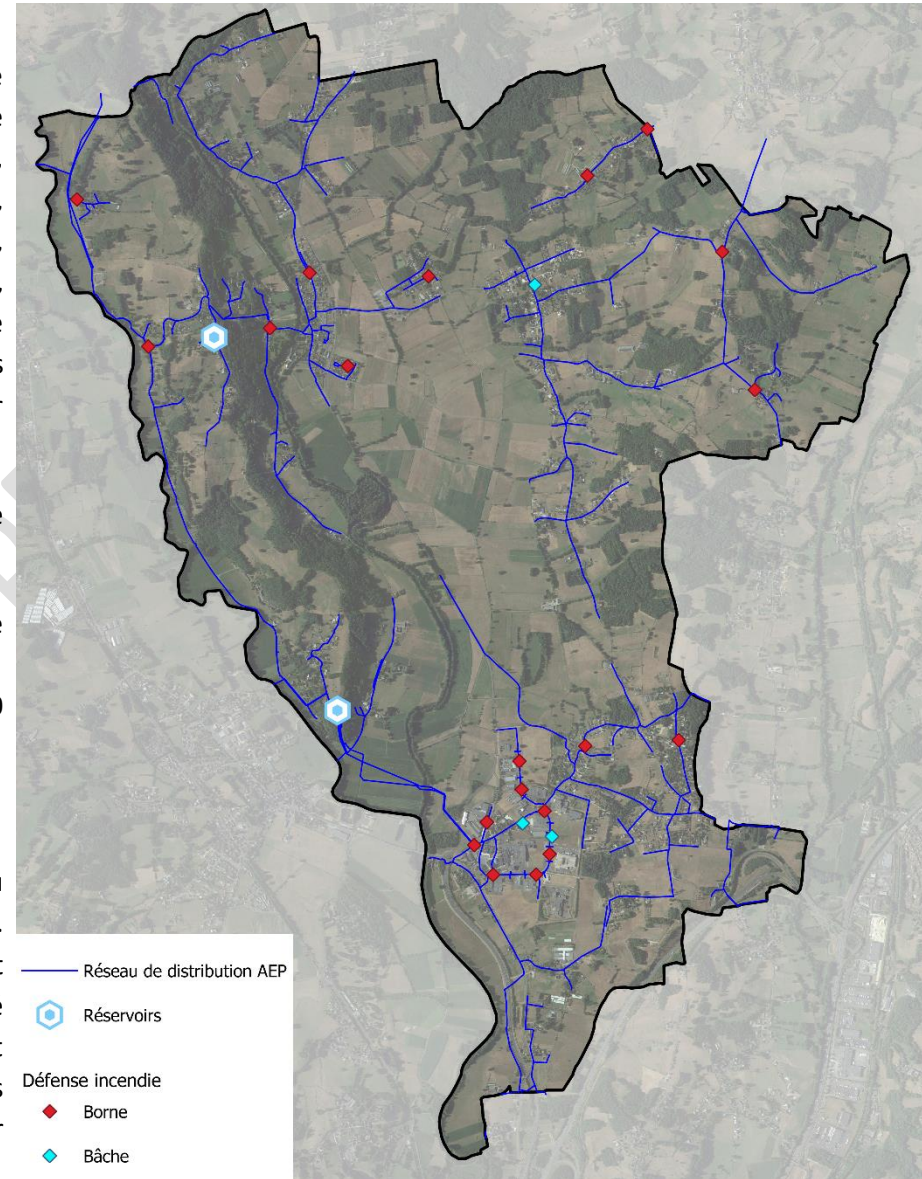 Réseau de distribution AEP
Réservoirs
Défense incendie
Borne
Bâche